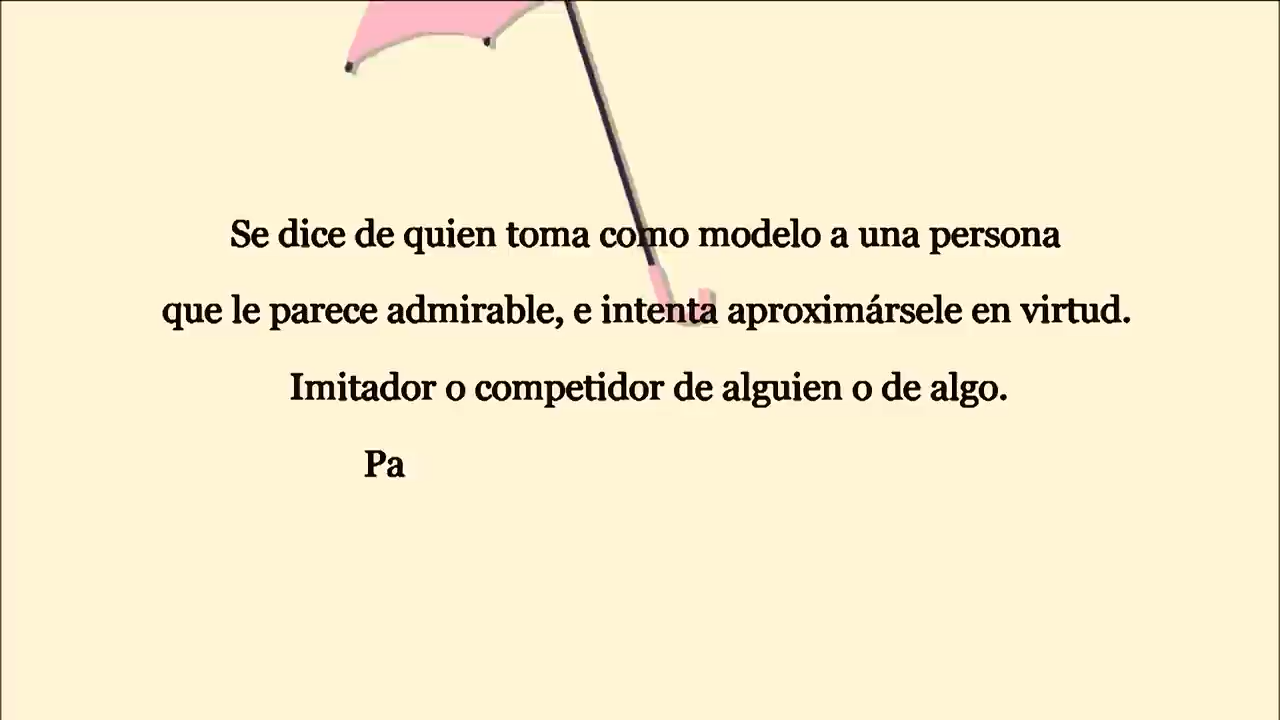 Se dice de quien toma como modelo a una persona
que le parece admirable, e intenta aproximársele en virtud.
Imitador o competidor de alguien o de algo.
Pa